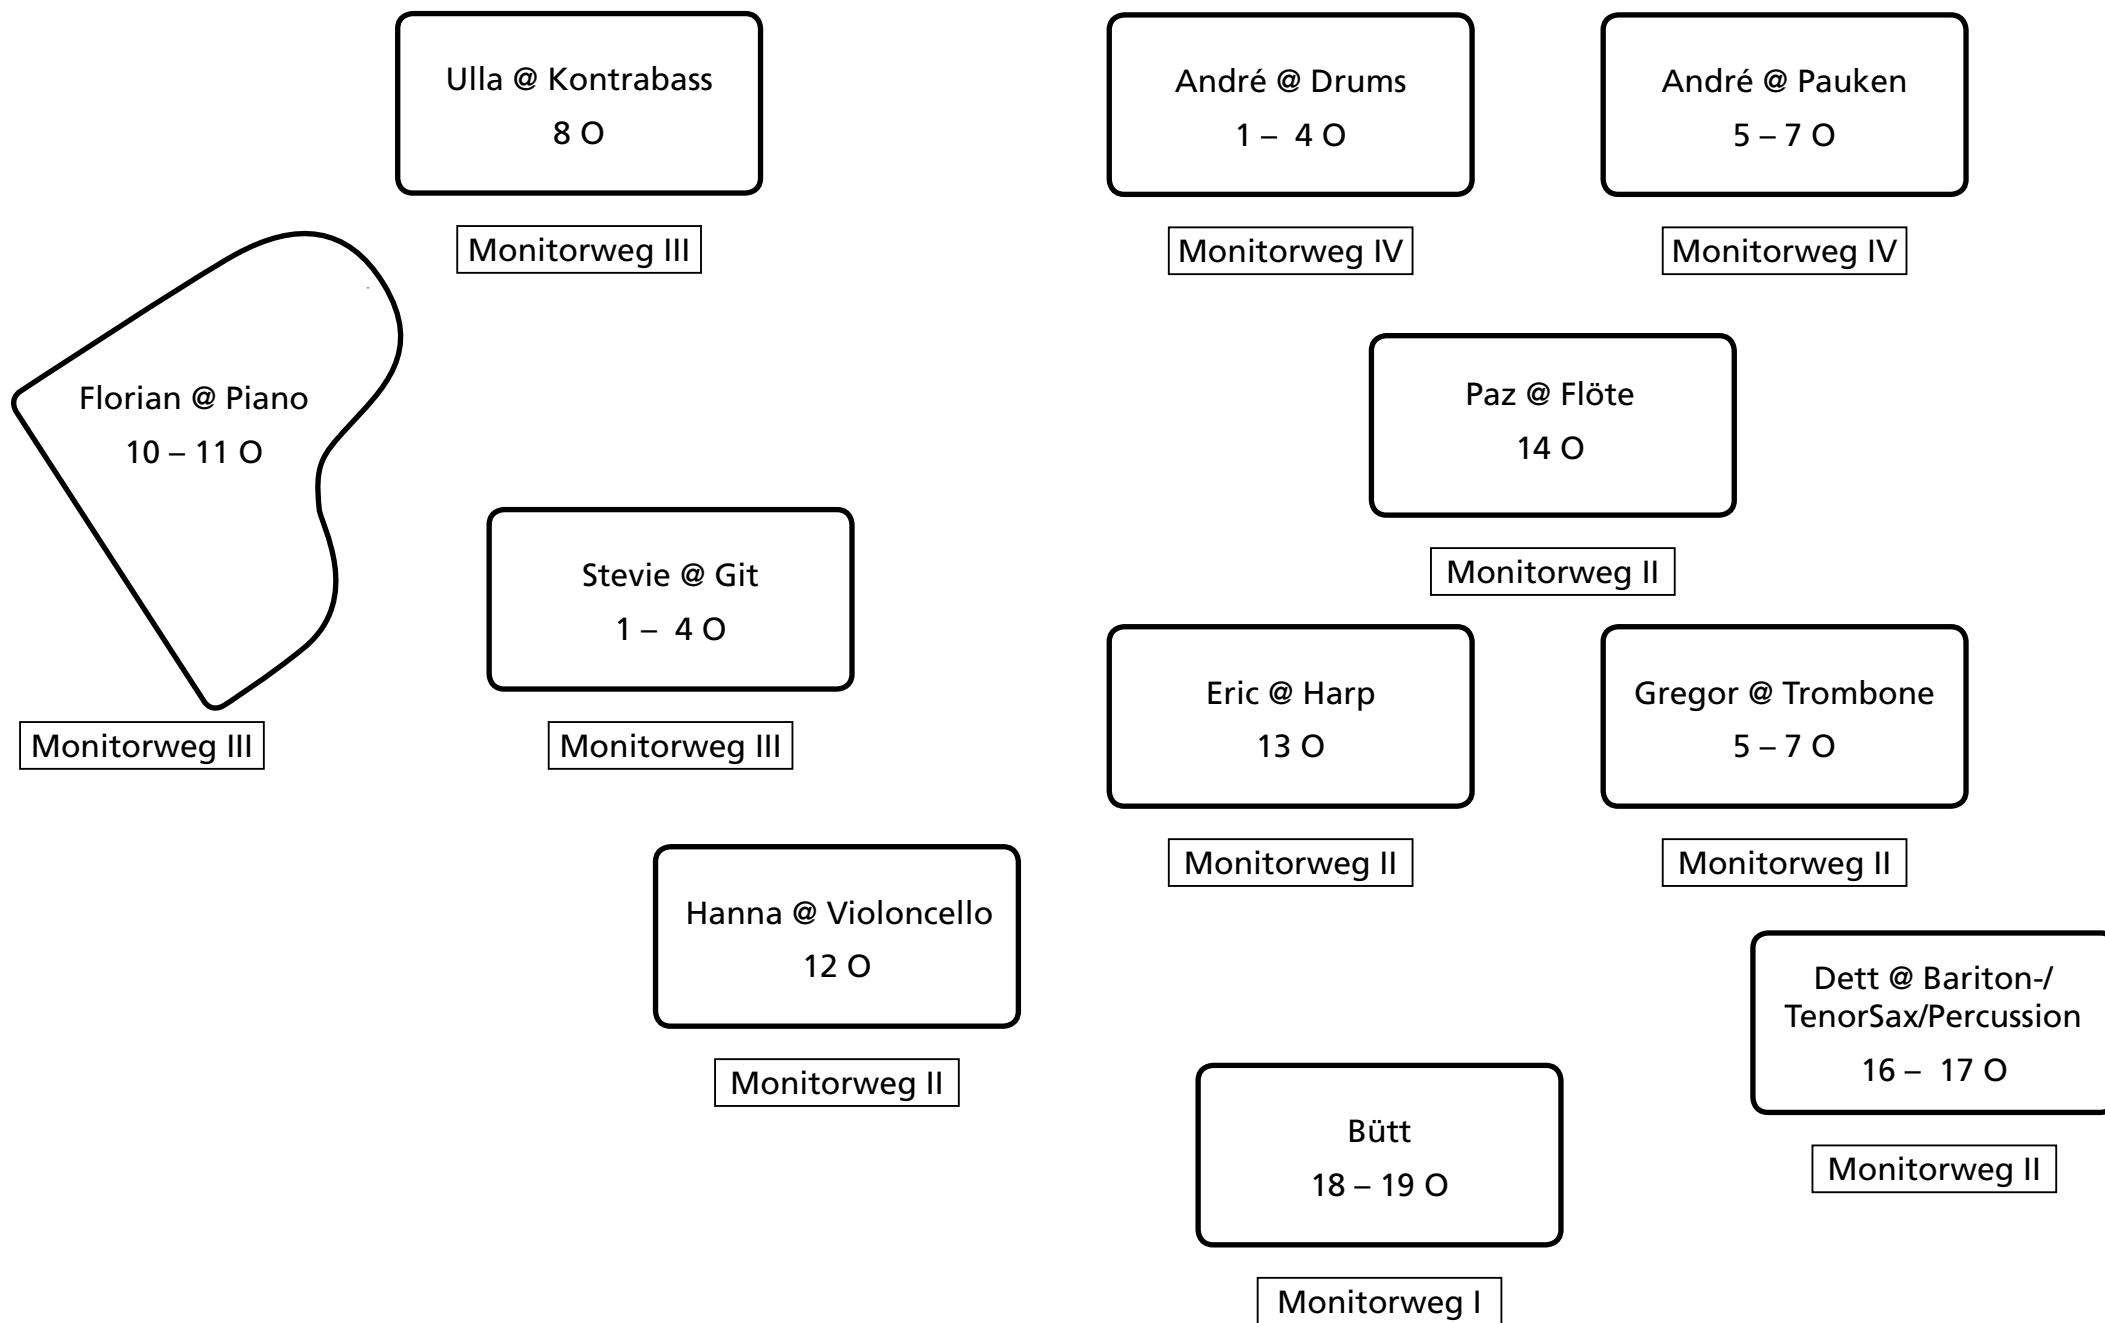 Ulla @ Kontrabass
8 O
Monitorweg III
André @ Drums
1 –  4 O
Monitorweg IV
André @ Pauken
5 – 7 O
Monitorweg IV
Florian @ Piano
10 – 11 O
Monitorweg III
Paz @ Flöte
14 O
Monitorweg II
Stevie @ Git
1 –  4 O
Monitorweg III
Eric @ Harp
13 O
Monitorweg II
Gregor @ Trombone
5 – 7 O
Monitorweg II
Hanna @ Violoncello
12 O
Monitorweg II
Dett @ Bariton-/
TenorSax/Percussion
16 –  17 O
Monitorweg II
Bütt
18 – 19 O
Monitorweg I